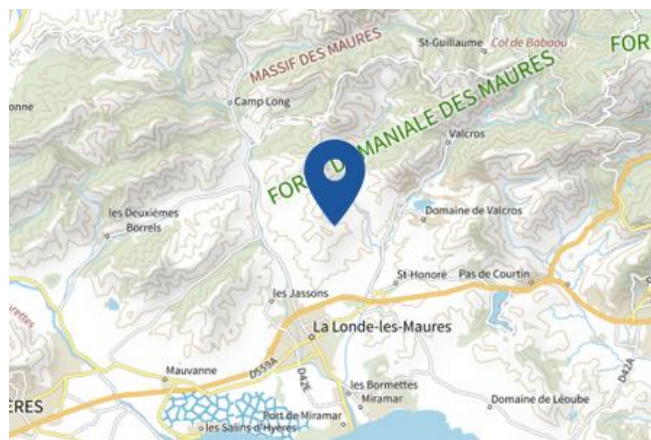 St-Guillaume
Col de Babaou
FOR
MASSIF DES MAURES
Camp Long
onne
Valcros
FOR DOMANIALE DES MAURES
les Deuxièmes
Borrels
Domaine de Valcros
St-Honoré
Pas de Courtin
les Jassons
La Londe-les-Maures
D559A
Mauvanne
D42E
D42A
les Bormettes
Miramar
Domaine de Léoube
ÈRES
Port de Miramar
les Salins d'Hyères